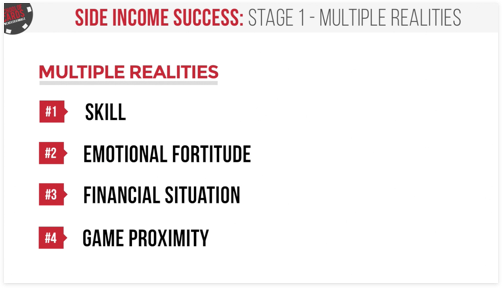 SIDE INCOME SUCCESS: STAGE 1 - MULTIPLE REALITIES
MULTIPLE REALITIES
#1 SKILL
#2 EMOTIONAL FORTITUDE
#3 FINANCIAL SITUATION
#4 GAME PROXIMITY